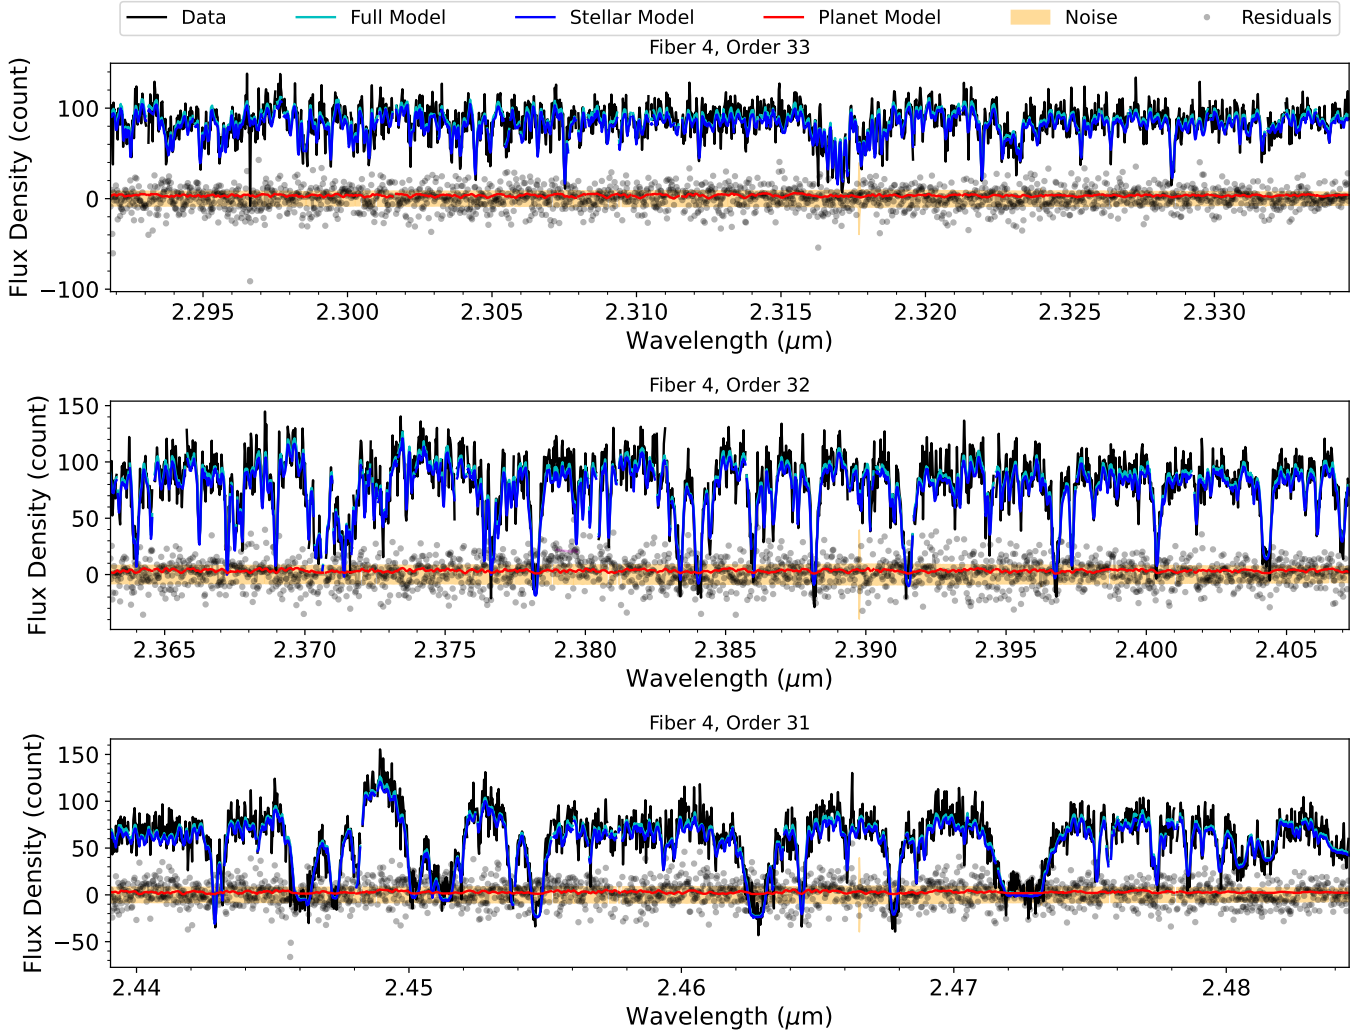 Data Full Model Stellar Model Planet Model Noise Residuals
Fiber 4, Order 33
Flux Density (count)
100
0
−100
2.295 2.300 2.305 2.310 2.315 2.320 2.325 2.330
Wavelength (μm)
Fiber 4, Order 32
Flux Density (count)
150
100
50
0
2.365 2.370 2.375 2.380 2.385 2.390 2.395 2.400 2.405
Wavelength (μm)
Fiber 4, Order 31
Flux Density (count)
150
100
50
0
−50
2.44 2.45 2.46 2.47 2.48
Wavelength (μm)